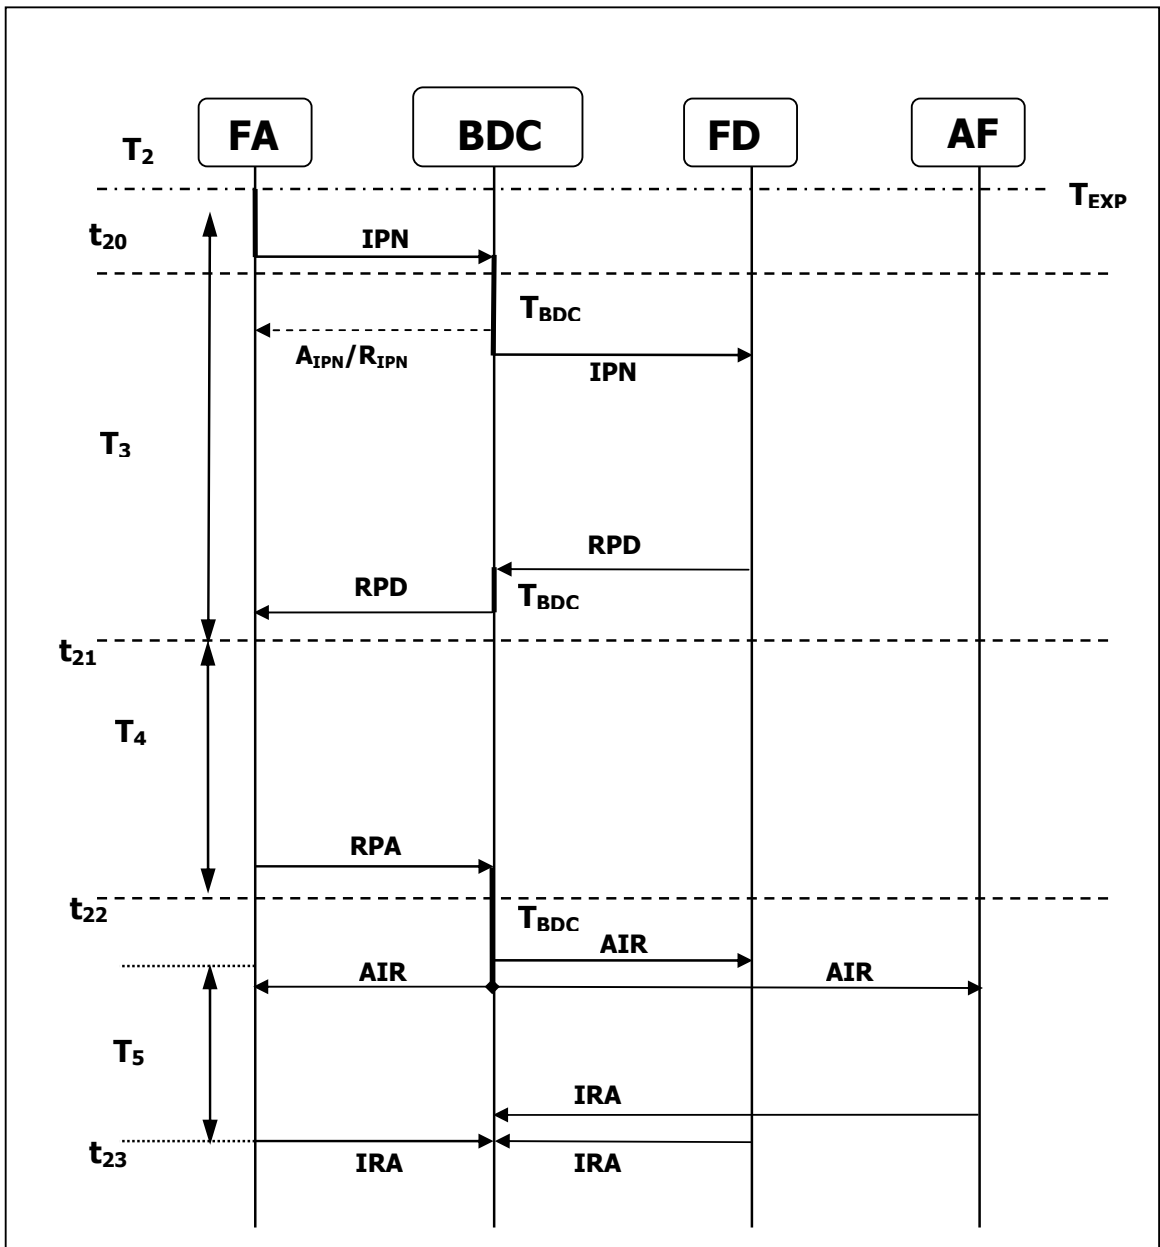 FA BDC FD AF
T2
TEXP
t20
IPN
TBDC
AIPN/RIPN
IPN
T3
RPD
RPD
TBDC
t21
T4
RPA
t22
TBDC
AIR
AIR AIR
T5
IRA
t23
IRA IRA